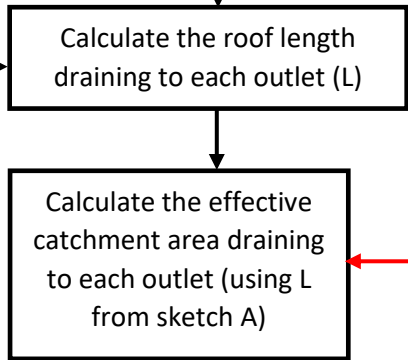 Calculate the roof length
draining to each outlet (L)
Calculate the effective
catchment area draining
to each outlet (using L
from sketch A)